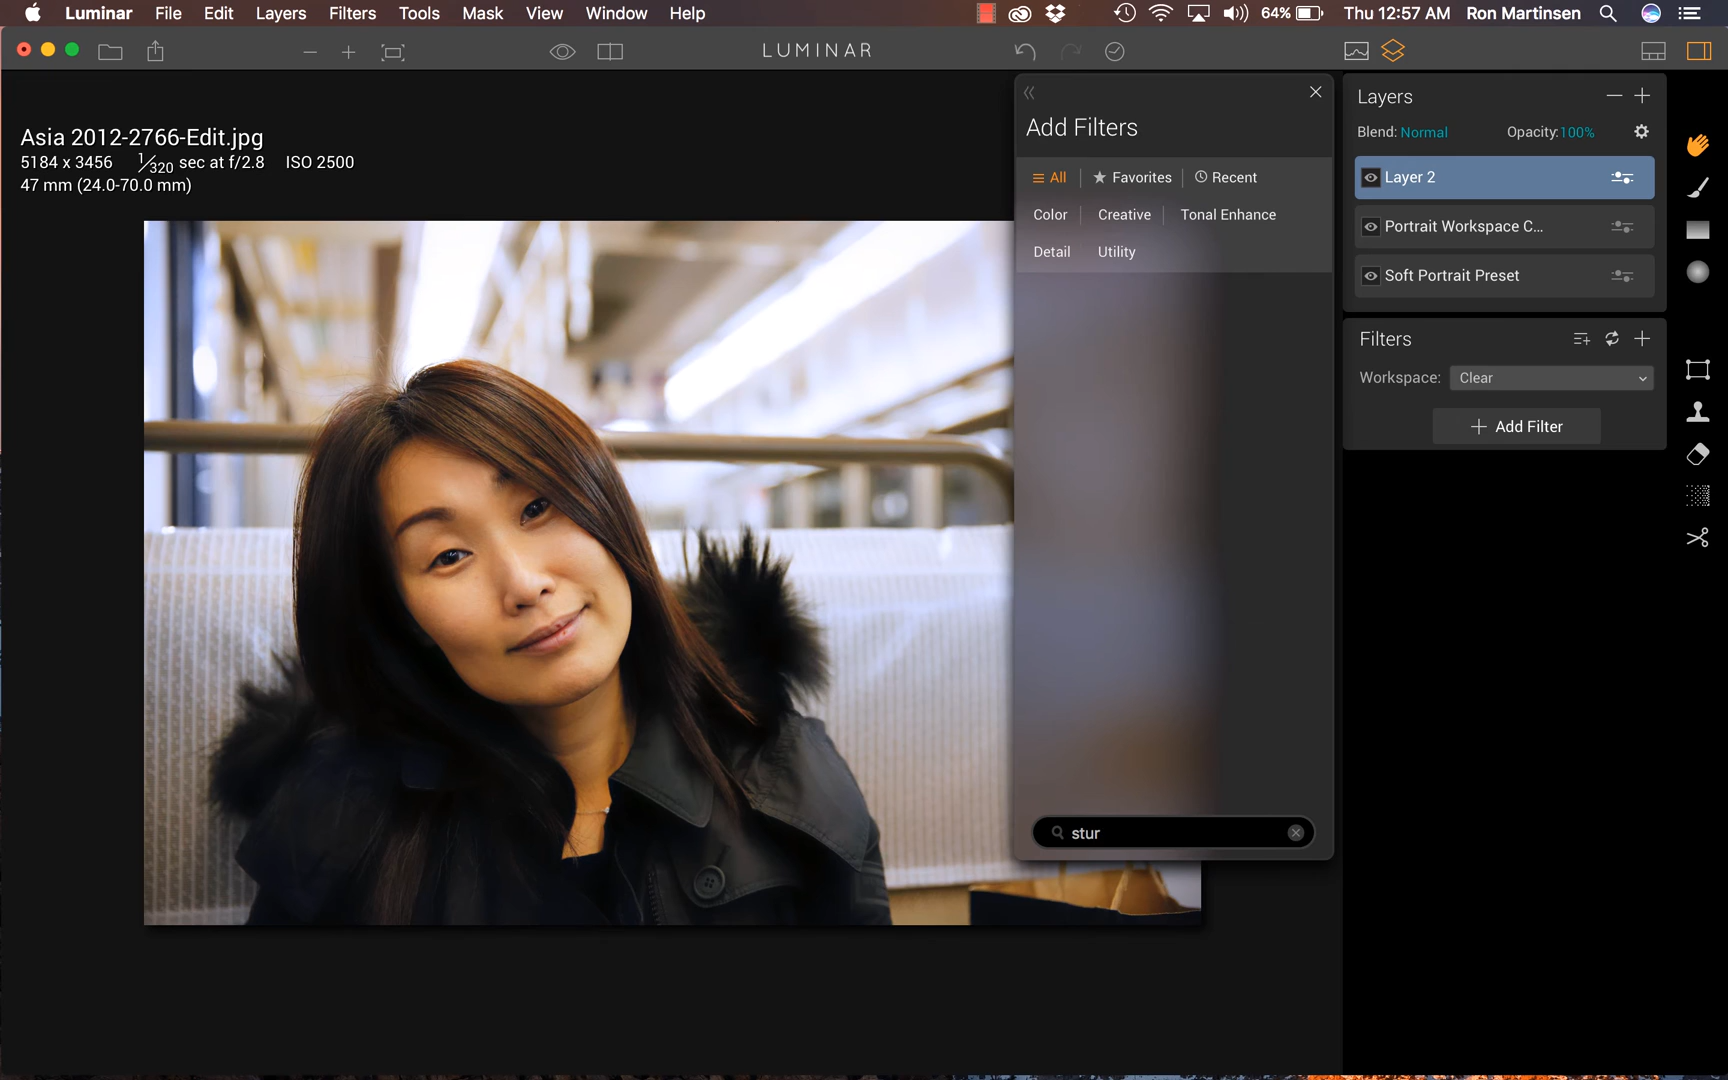 Luminar File Edit Layers Filters Tools Mask View Window Help 64% Thu 12:57 AM Ron Martinsen
LUMINAR
Asia 2012-2766-Edit.jpg
5184 x 3456 1/320 sec at f/2.8 ISO 2500
47 mm (24.0-70.0 mm)
Add Filters
All Favorites Recent
Color Creative Tonal Enhance
Detail Utility
stur
Layers
Blend: Normal Opacity:100%
Layer 2
Portrait Workspace C...
Soft Portrait Preset
Filters
Workspace: Clear
Add Filter